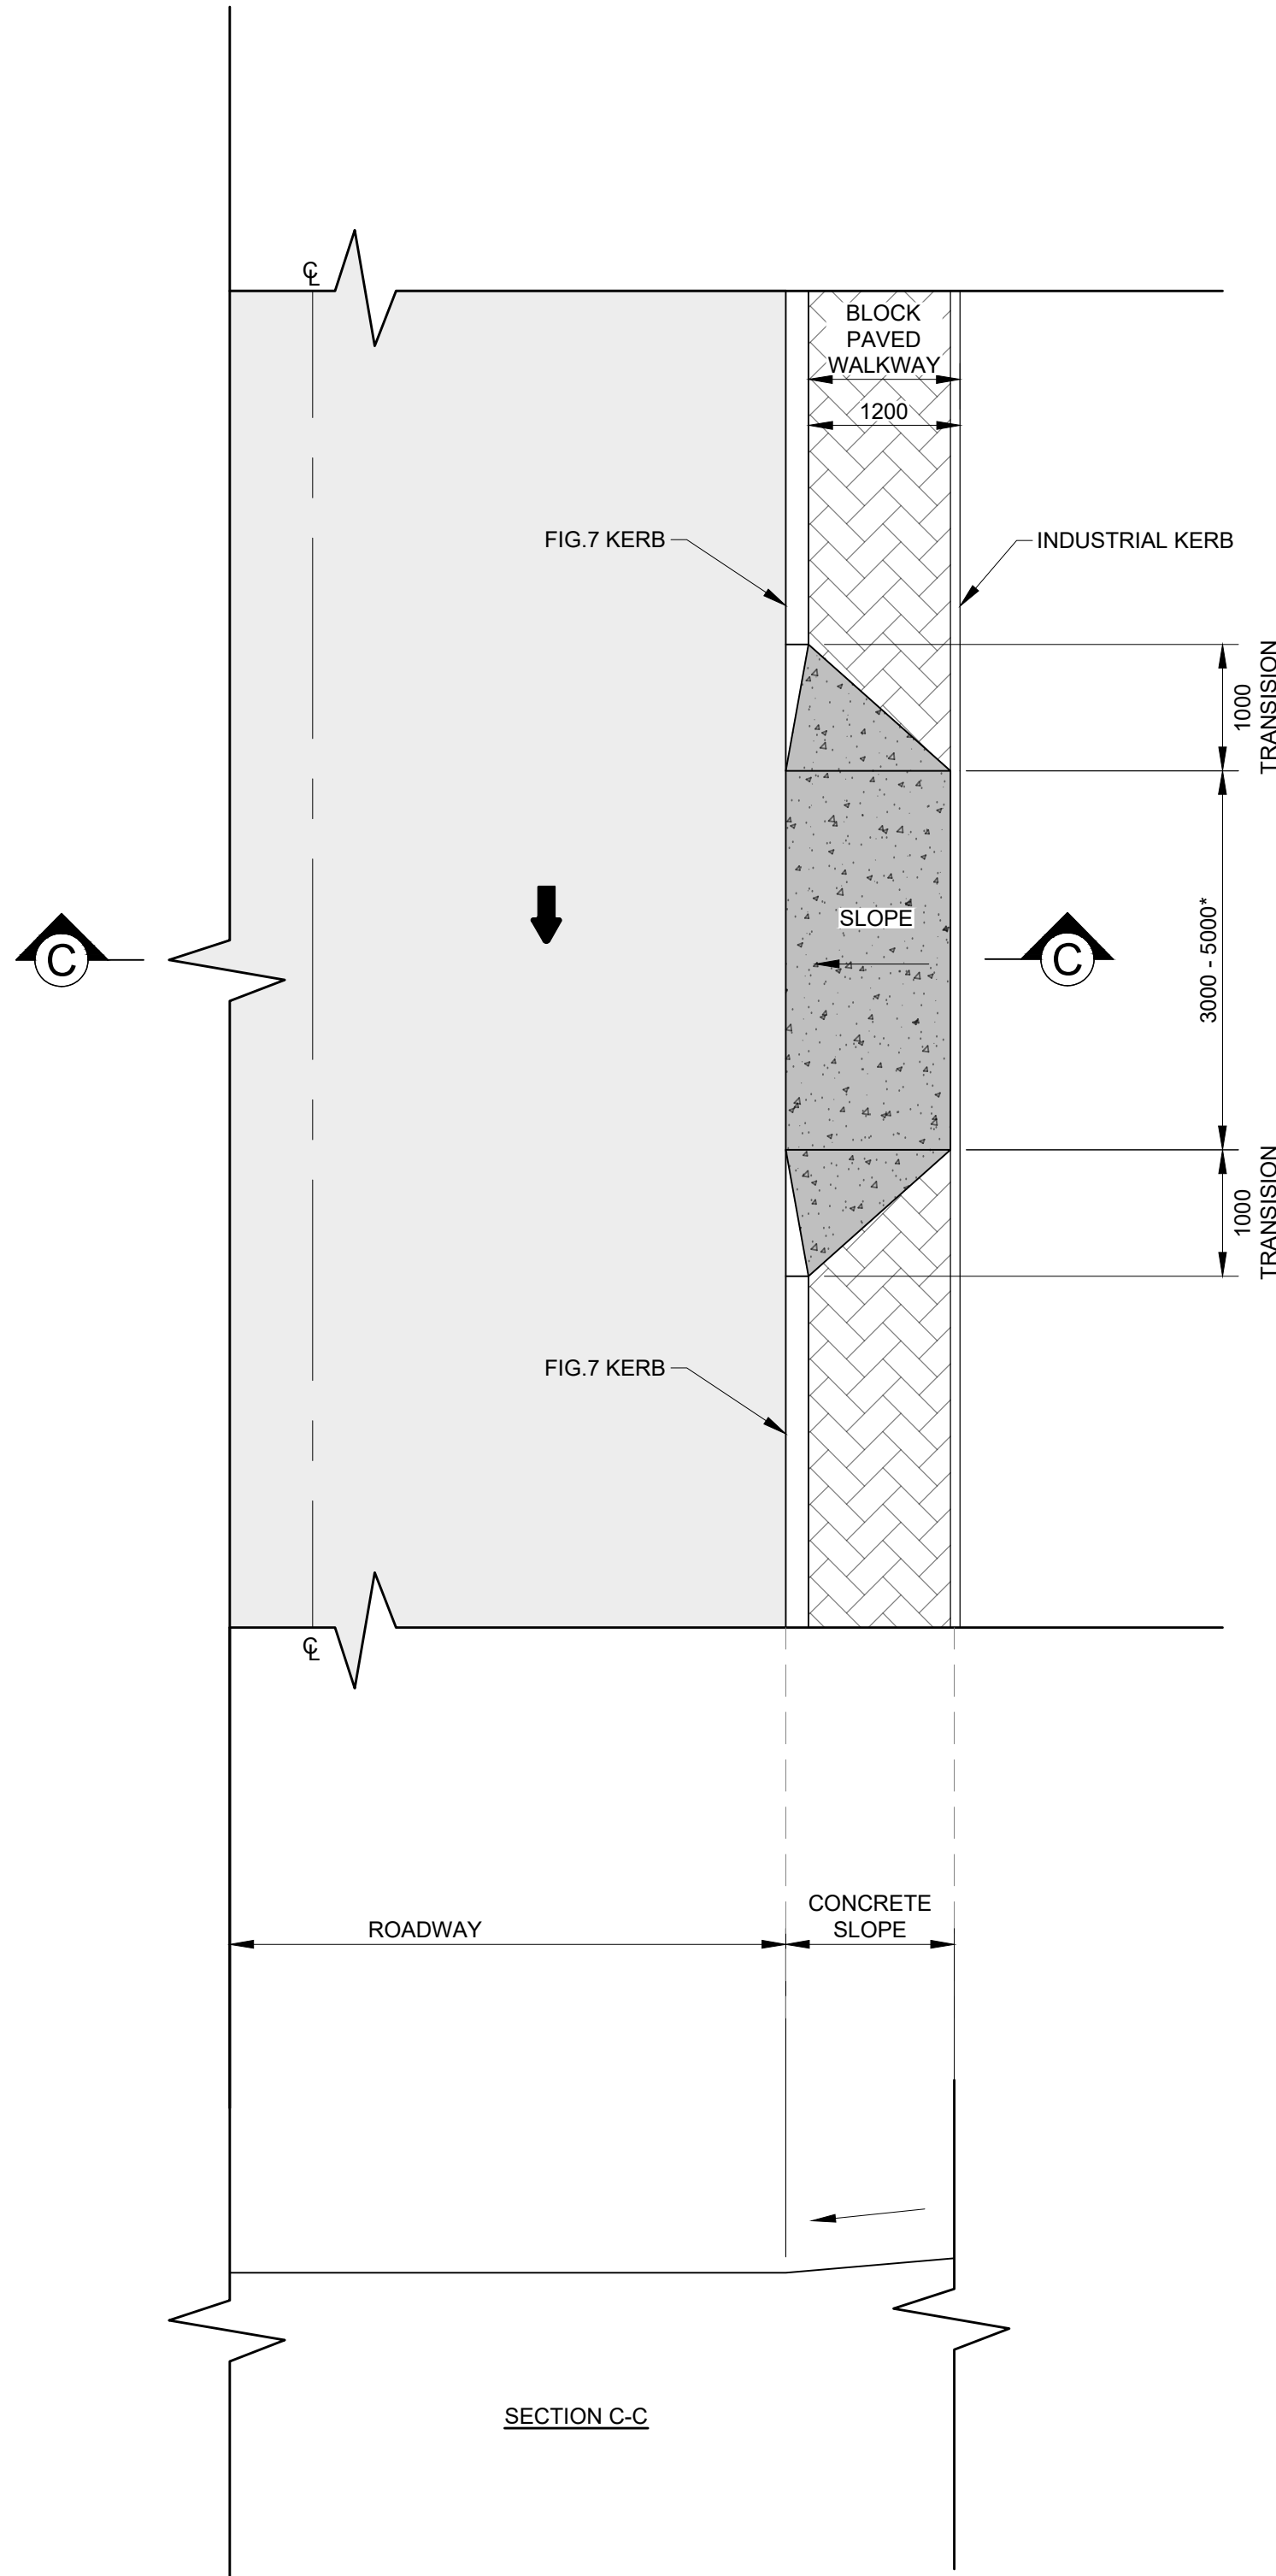 ℄
BLOCK
PAVED
WALKWAY
1200
FIG.7 KERB
INDUSTRIAL KERB
1000
TRANSISION
SLOPE
C
C
3000 - 5000*
1000
TRANSISION
FIG.7 KERB
℄
ROADWAY
CONCRETE
SLOPE
SECTION C-C